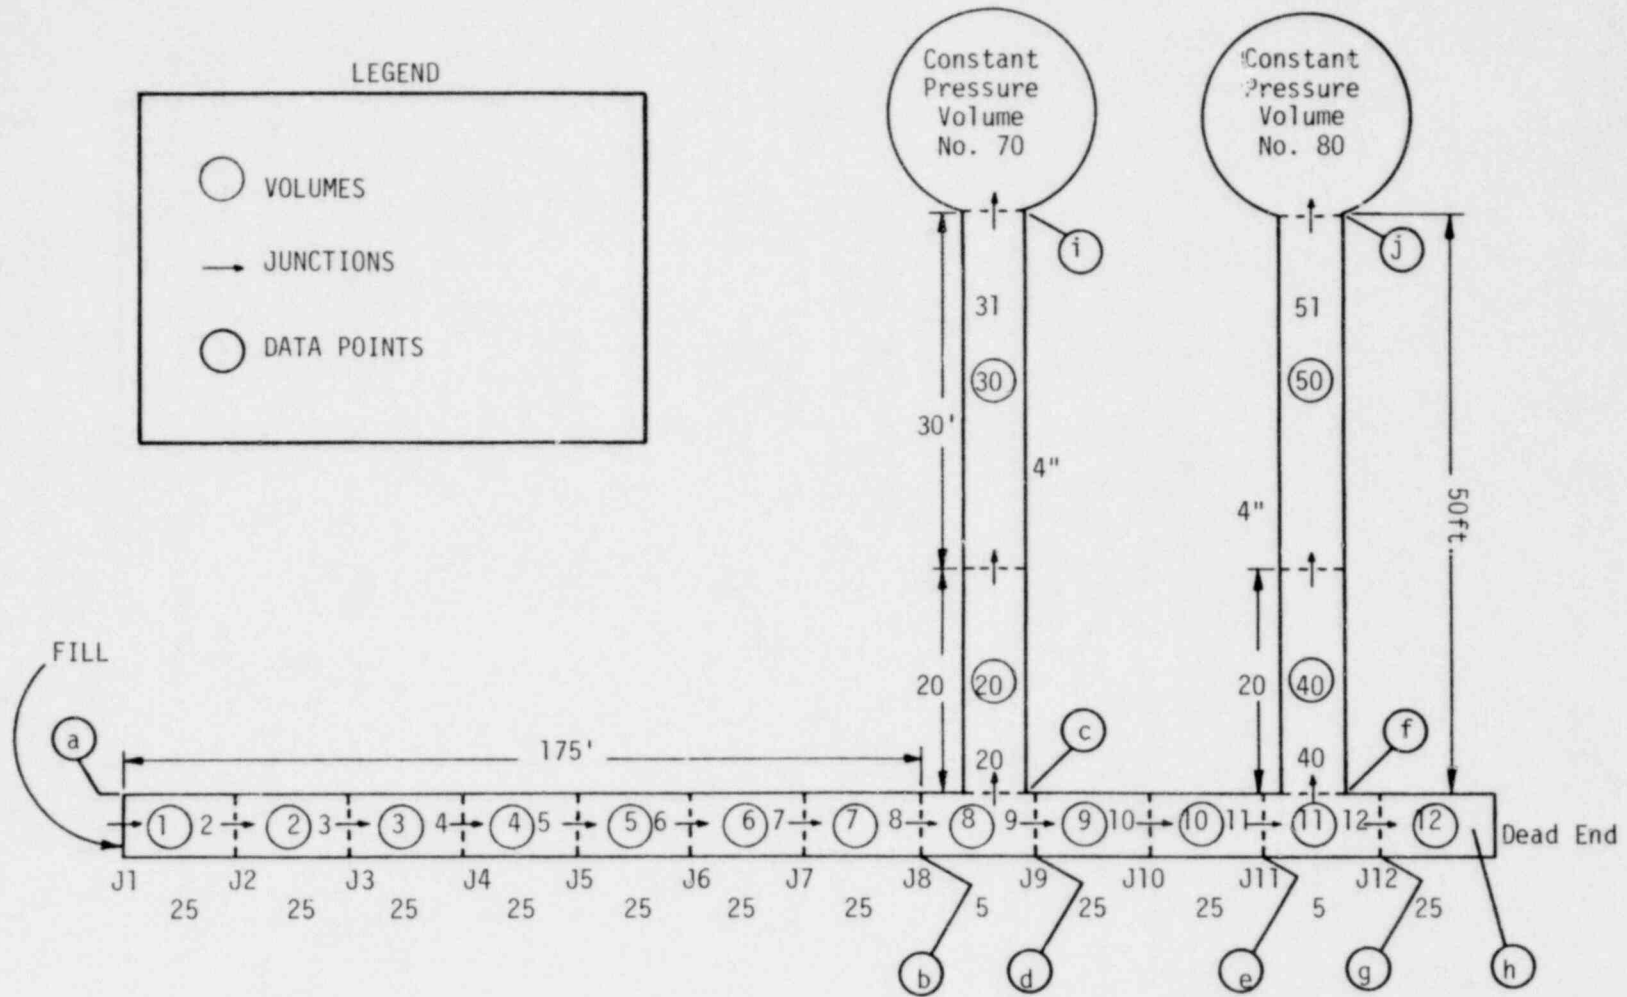 LEGEND
VOLUMES
JUNCTIONS
DATA POINTS
Constant
Pressure
Volume
No. 70
Constant
Pressure
Volume
No. 80
i
j
31
51
30
50
30'
4"
4"
50ft
FILL
20
20
20
40
a
c
f
175'
20
40
1 2 2 3 3 4 4 5 5 6 6 7 7 8 8 9 9 10 10 11 11 12 12
Dead End
J1 J2 J3 J4 J5 J6 J7 J8 J9 J10 J11 J12
25 25 25 25 25 25 25 5 25 25 5 25
b d e g h